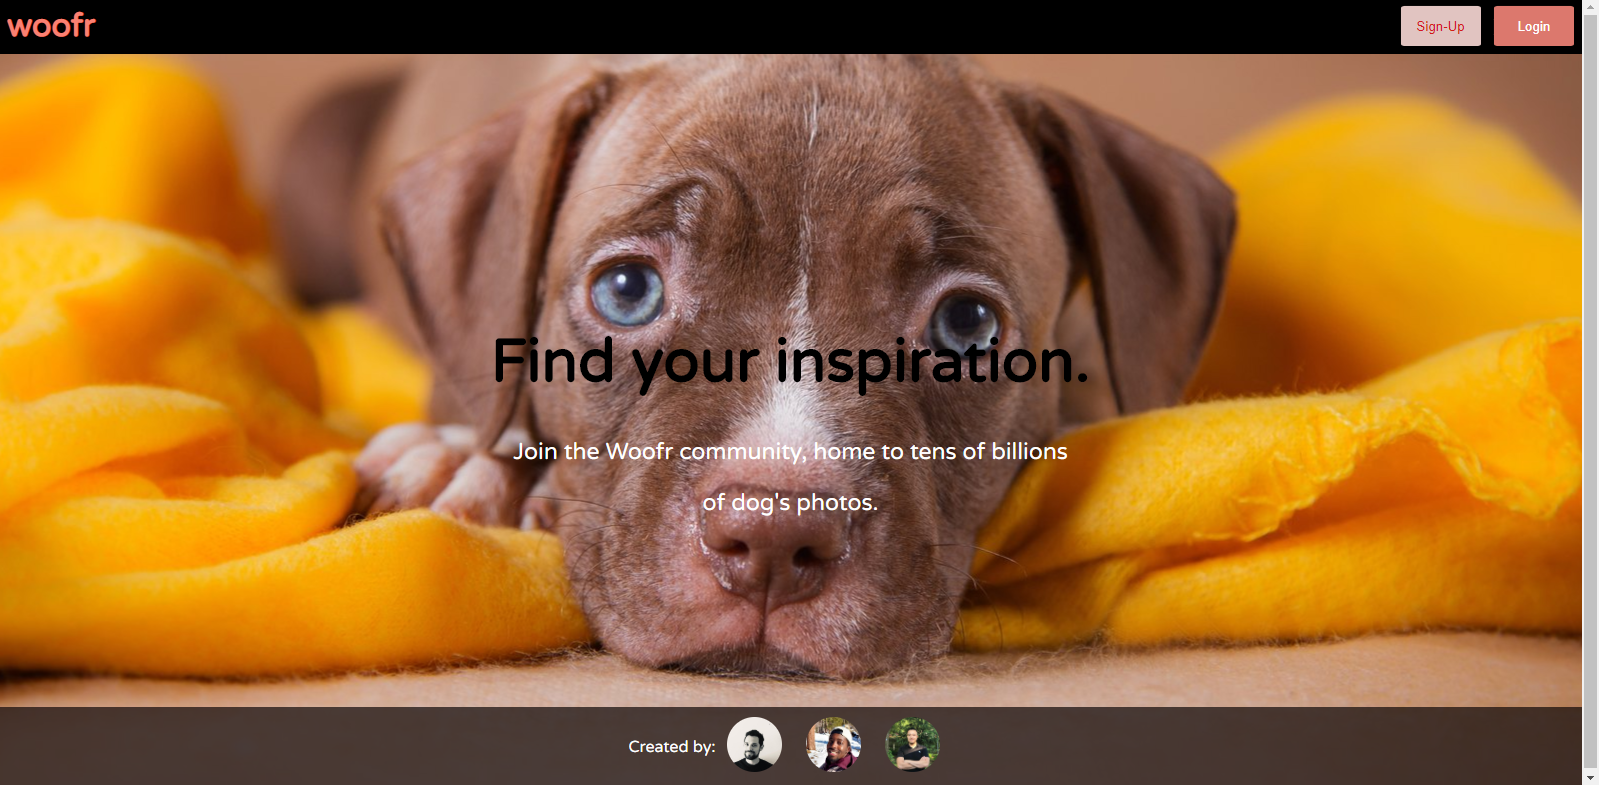 woofr
Sign-Up
Login
Find your inspiration.
Join the Woofr community, home to tens of billions
of dog's photos.
Created by: